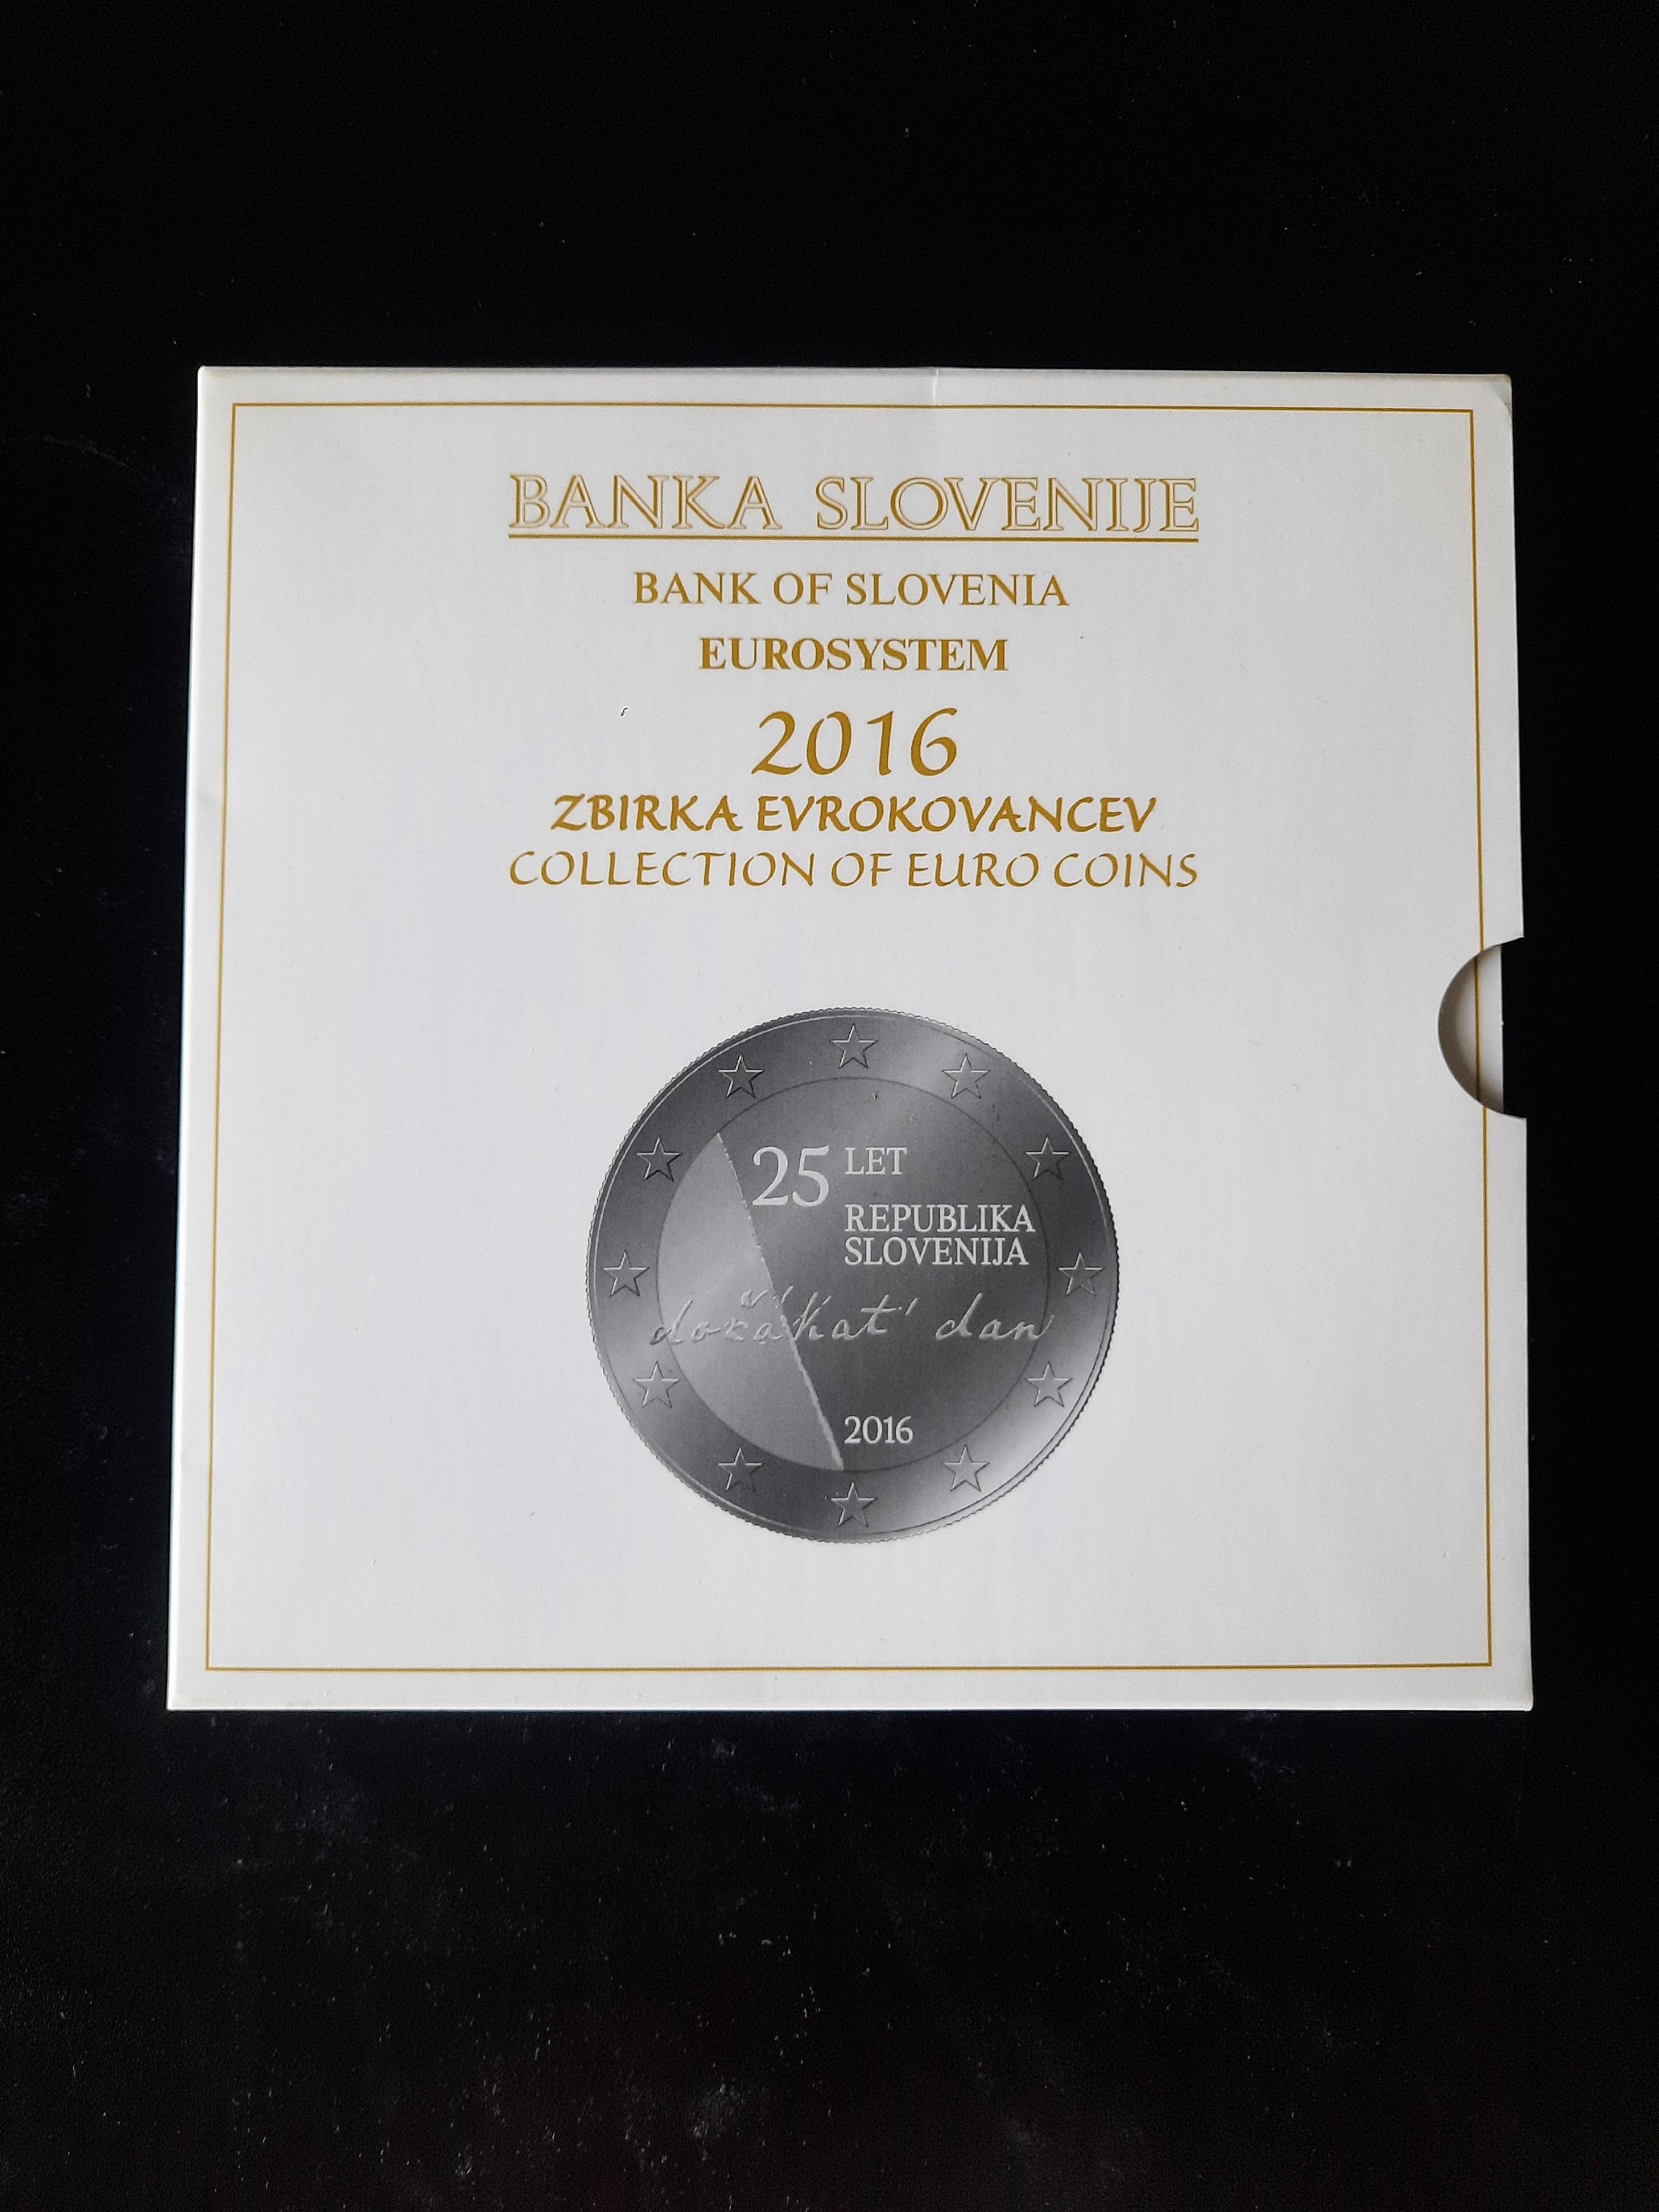 BANKA SLOVENIJE
BANK OF SLOVENIA
EUROSYSTEM
2016
ZBIRKA EVROKOVANCEV
COLLECTION OF EURO COINS
25 LET
REPUBLIKA
SLOVENIJA
dočakat' dan
2016